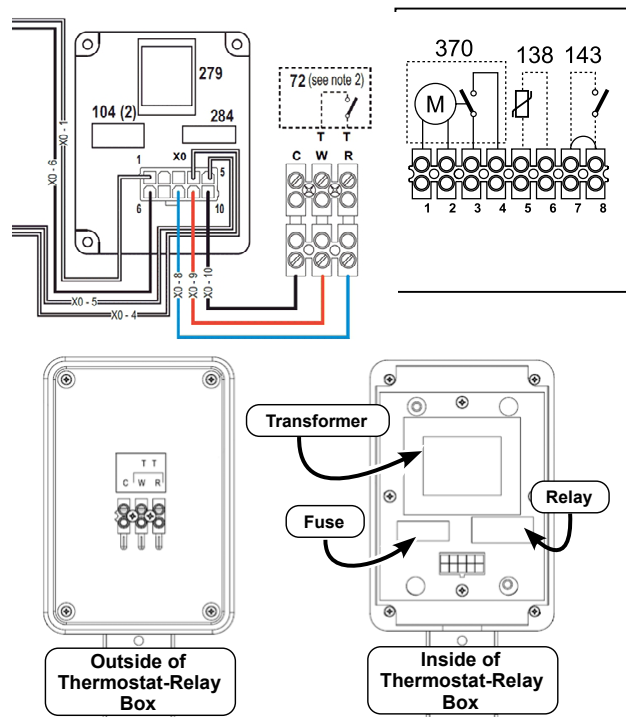 279
104 (2)
284
1
X0
5
6
10
X0 - 1
X0 - 6
X0 - 5
X0 - 4
X0 - 8
X0 - 9
X0 - 10
72 (see note 2)
T T
C W R
370 138 143
M
1 2 3 4 5 6 7 8
T T
C W R
Outside of
Thermostat-Relay
Box
Transformer
Fuse
Relay
Inside of
Thermostat-Relay
Box